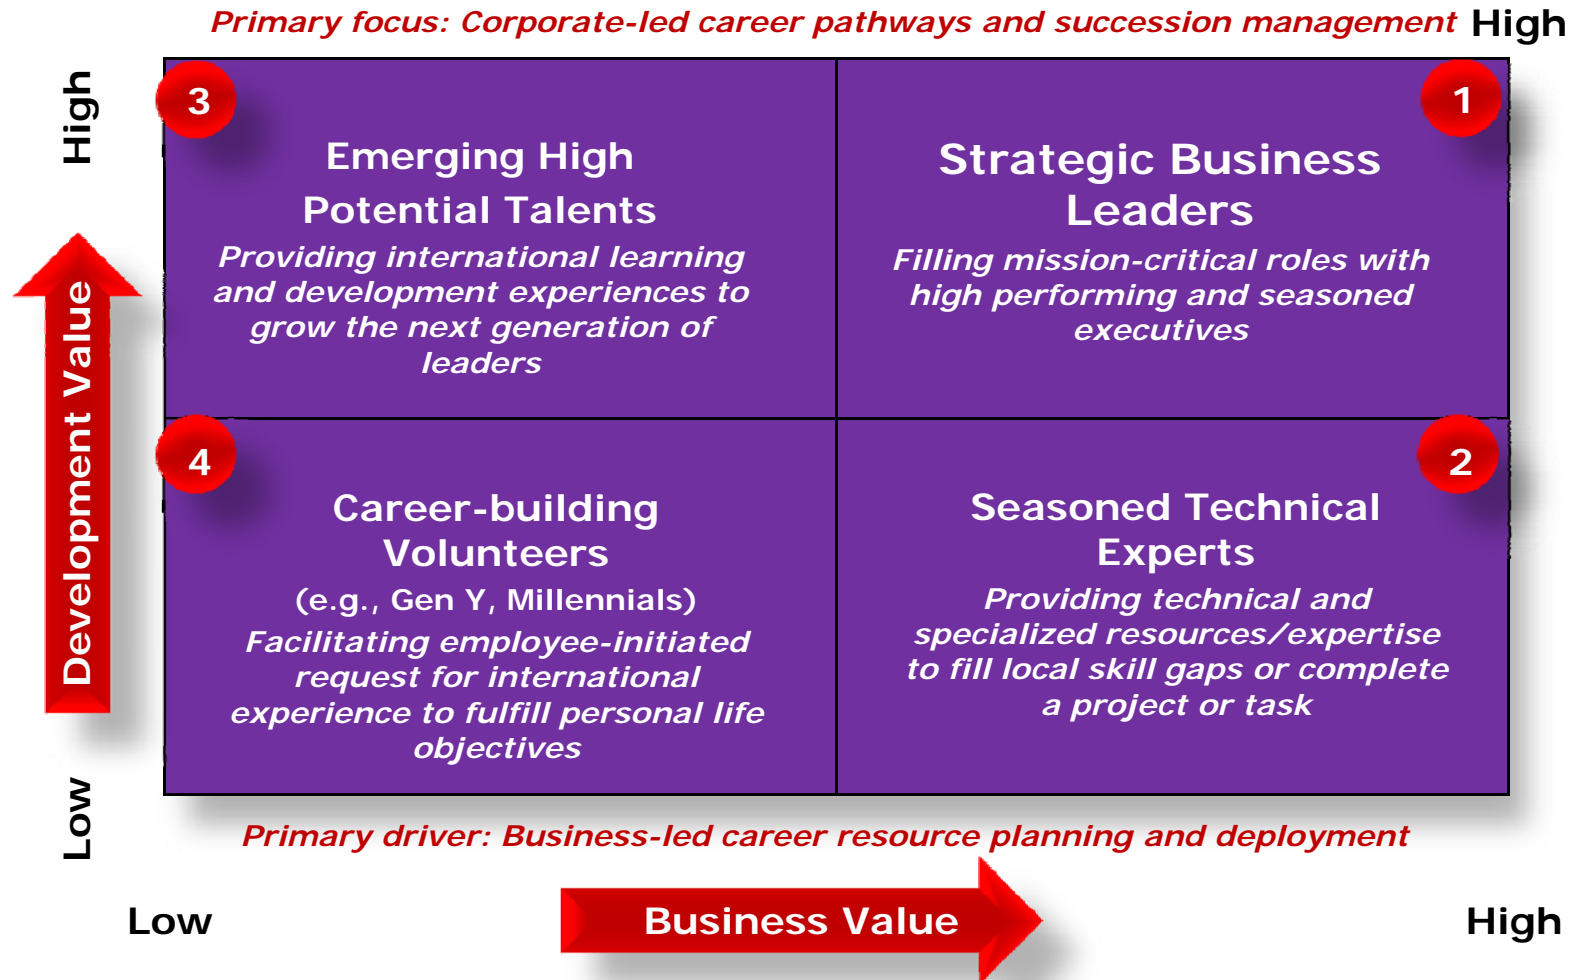 Primary focus: Corporate-led career pathways and succession management
High
High
3
Emerging High
Potential Talents
Providing international learning
and development experiences to
grow the next generation of
leaders
1
Strategic Business
Leaders
Filling mission-critical roles with
high performing and seasoned
executives
Development Value
4
Career-building
Volunteers
(e.g., Gen Y, Millennials)
Facilitating employee-initiated
request for international
experience to fulfill personal life
objectives
2
Seasoned Technical
Experts
Providing technical and
specialized resources/expertise
to fill local skill gaps or complete
a project or task
Low
Primary driver: Business-led career resource planning and deployment
Low
Business Value
High